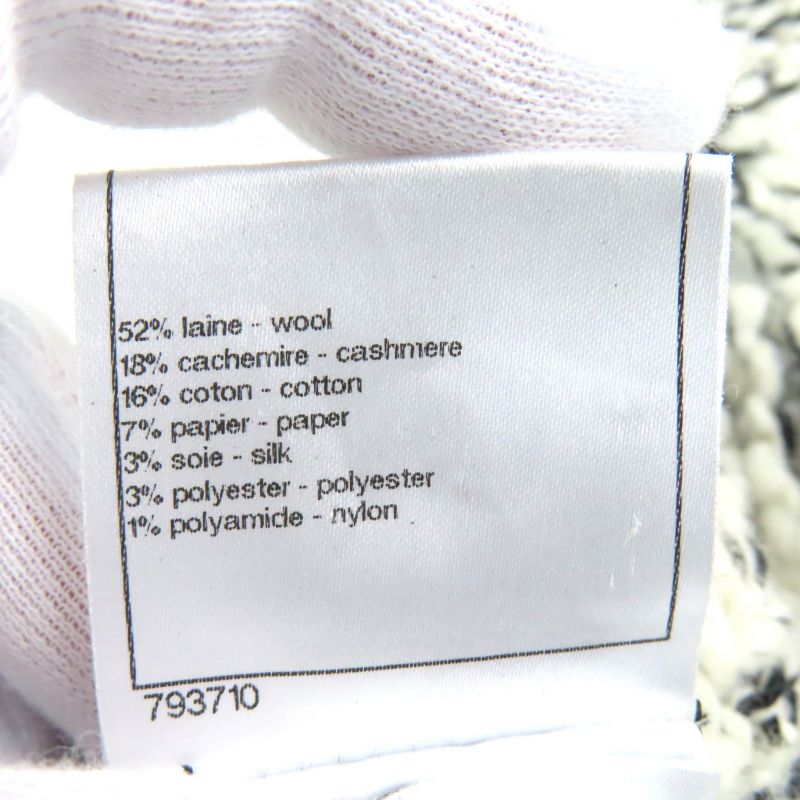 52% laine - wool
18% cachemire - cashmere
16% coton - cotton
7% papier - paper
3% soie - silk
3% polyester - polyester
1% polyamide - nylon
793710